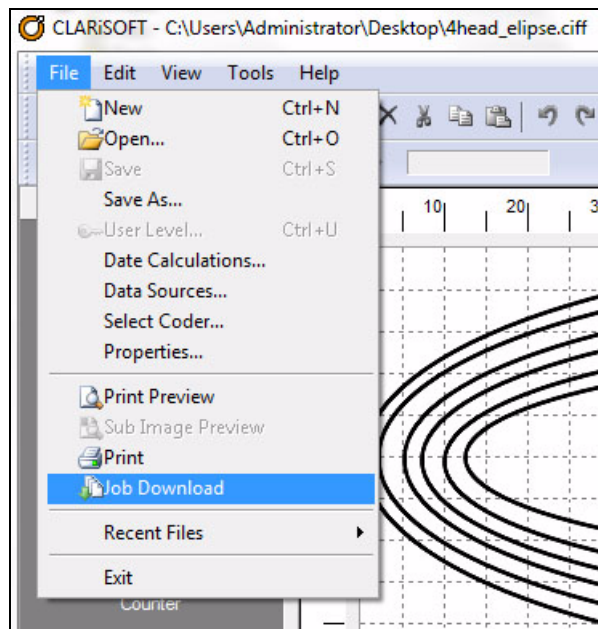 CLARiSOFT - C:\Users\Administrator\Desktop\4head_elipse.ciff
File Edit View Tools Help
New Ctrl+N
Open... Ctrl+O
Save Ctrl+S
Save As...
User Level... Ctrl+U
Date Calculations...
Data Sources...
Select Coder...
Properties...
Print Preview
Sub Image Preview
Print
Job Download
Recent Files
Exit
Counter
10 20 3